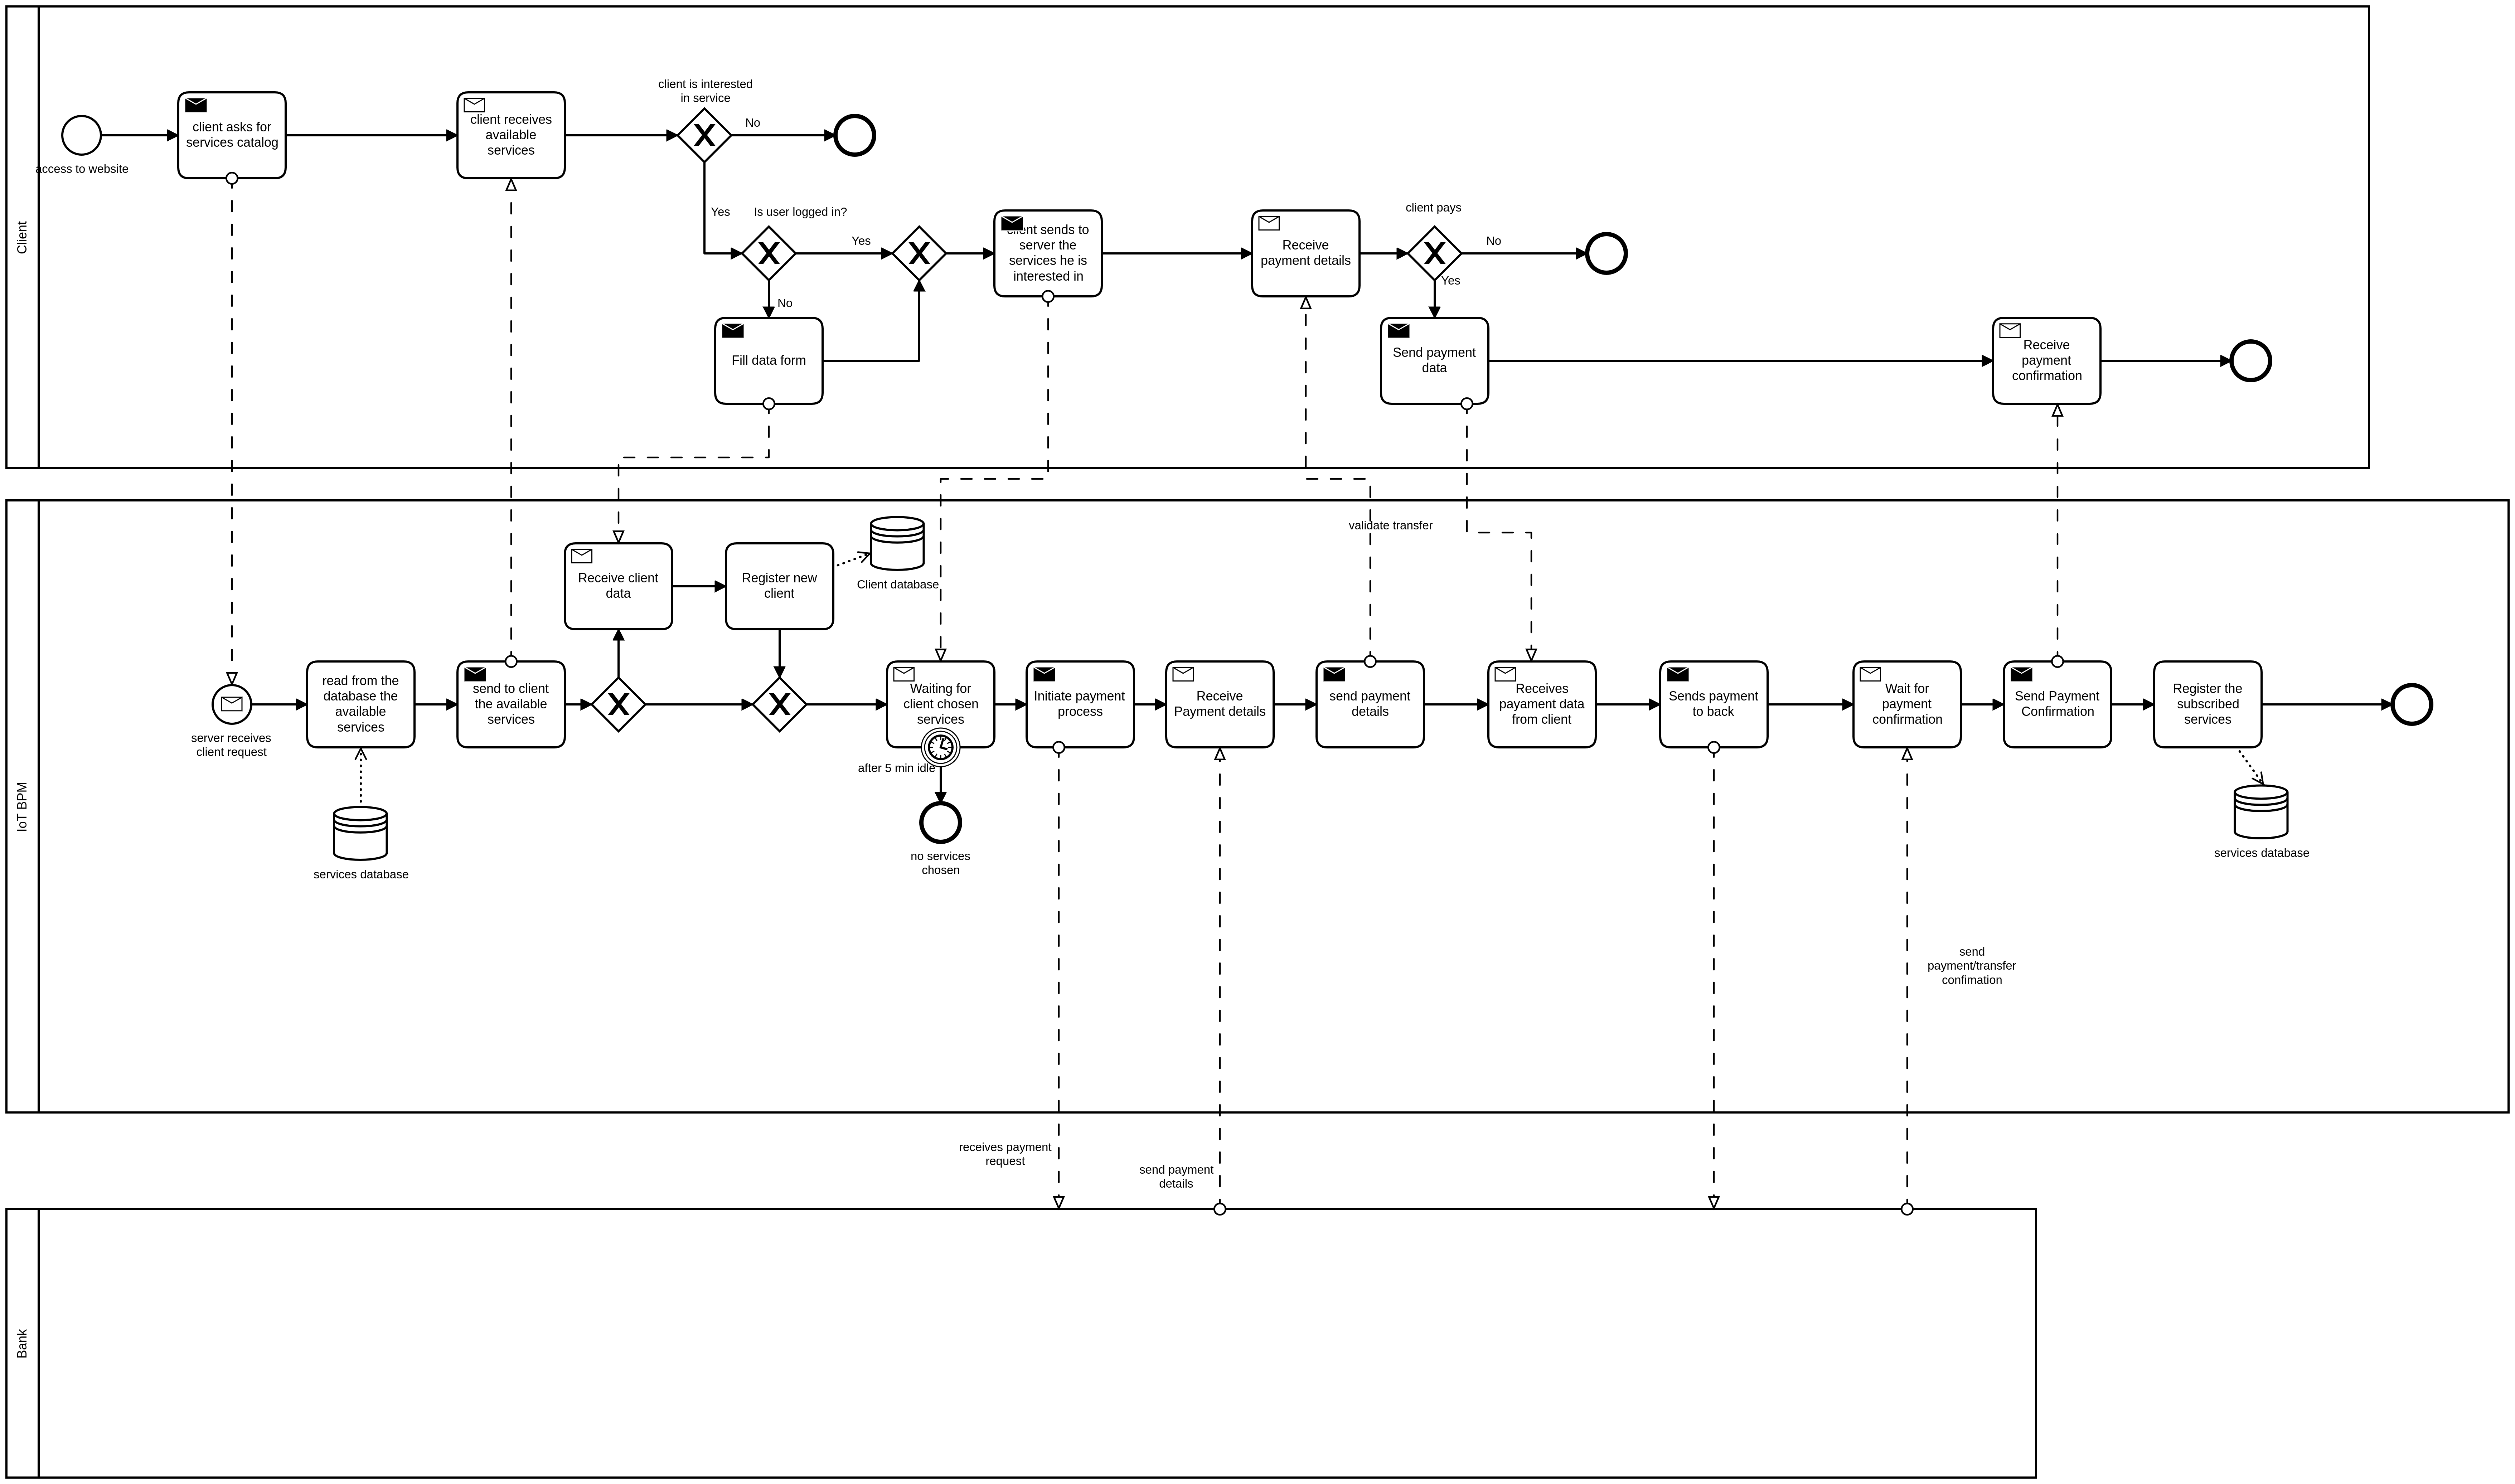 Client
access to website
client asks for
services catalog
client receives
available
services
client is interested
in service
No
Yes
Is user logged in?
Yes
No
Fill data form
client sends to
server the
services he is
interested in
Receive
payment details
client pays
No
Yes
Send payment
data
Receive
payment
confirmation
IoT BPM
server receives
client request
read from the
database the
available
services
services database
send to client
the available
services
Receive client
data
Register new
client
Client database
Waiting for
client chosen
services
after 5 min idle
no services
chosen
Initiate payment
process
Receive
Payment details
send payment
details
validate transfer
Receives
payament data
from client
Sends payment
to back
Wait for
payment
confirmation
Send Payment
Confirmation
Register the
subscribed
services
services database
send
payment/transfer
confimation
receives payment
request
send payment
details
Bank